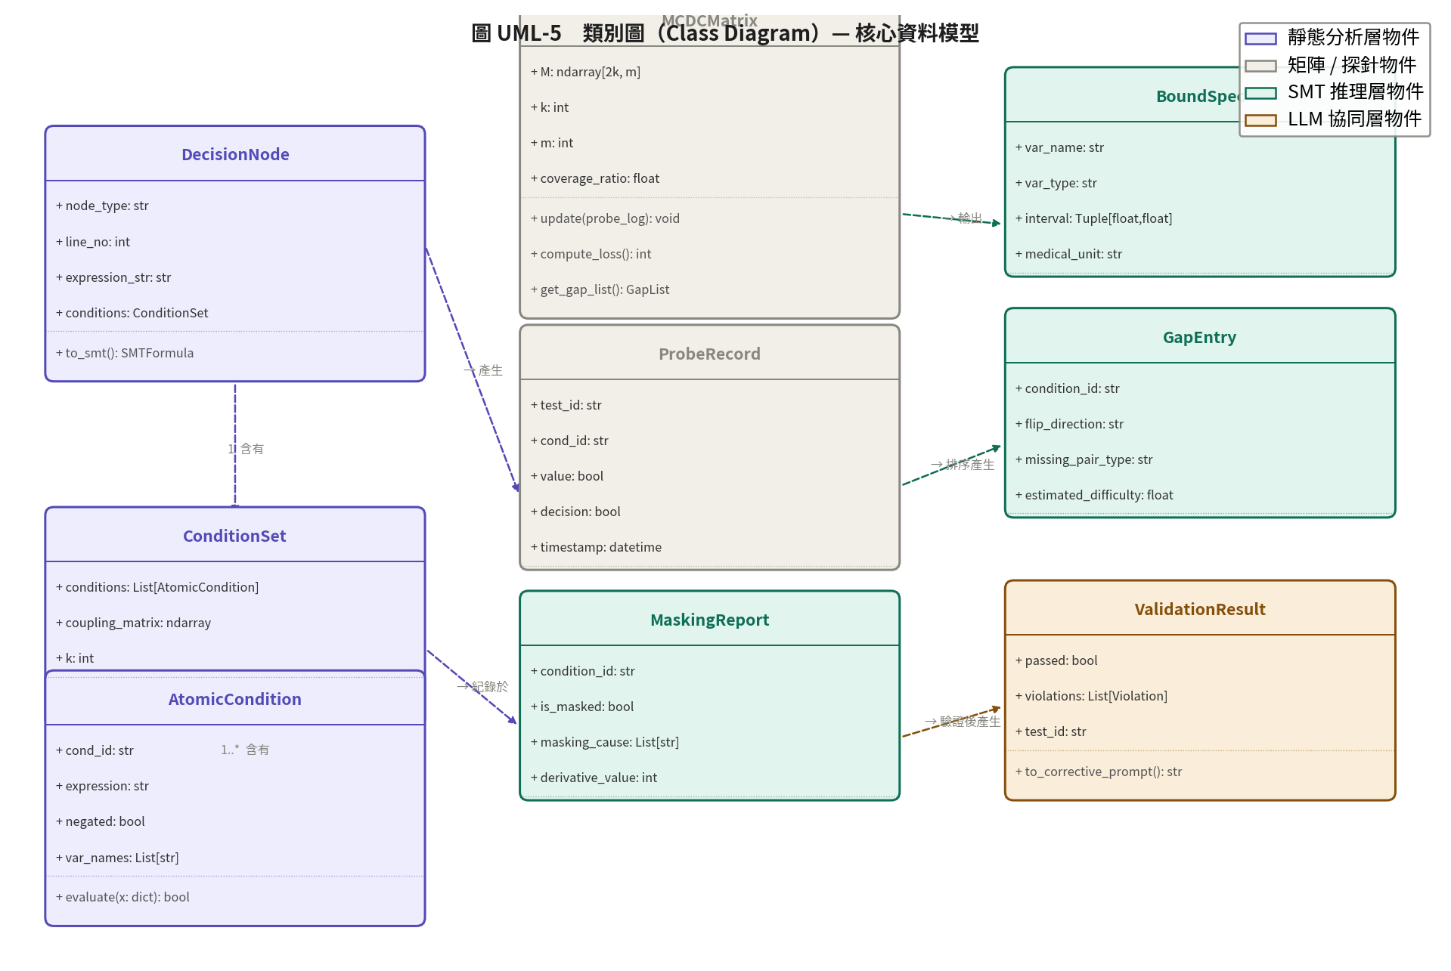 MCDCMatrix
圖 UML-5 類別圖（Class Diagram）— 核心資料模型
靜態分析層物件
矩陣 / 探針物件
SMT 推理層物件
LLM 協同層物件
DecisionNode
+ node_type: str
+ line_no: int
+ expression_str: str
+ conditions: ConditionSet
+ to_smt(): SMTFormula
1 含有
ConditionSet
+ conditions: List[AtomicCondition]
+ coupling_matrix: ndarray
+ k: int
AtomicCondition
+ cond_id: str
1..* 含有
+ expression: str
+ negated: bool
+ var_names: List[str]
+ evaluate(x: dict): bool
→ 產生
→ 紀錄於
+ M: ndarray[2k, m]
+ k: int
+ m: int
+ coverage_ratio: float
+ update(probe_log): void
+ compute_loss(): int
+ get_gap_list(): GapList
ProbeRecord
+ test_id: str
+ cond_id: str
+ value: bool
+ decision: bool
+ timestamp: datetime
MaskingReport
+ condition_id: str
+ is_masked: bool
+ masking_cause: List[str]
+ derivative_value: int
→ 輸出
→ 排序產生
→ 驗證後產生
BoundSpec
+ var_name: str
+ var_type: str
+ interval: Tuple[float,float]
+ medical_unit: str
GapEntry
+ condition_id: str
+ flip_direction: str
+ missing_pair_type: str
+ estimated_difficulty: float
ValidationResult
+ passed: bool
+ violations: List[Violation]
+ test_id: str
+ to_corrective_prompt(): str